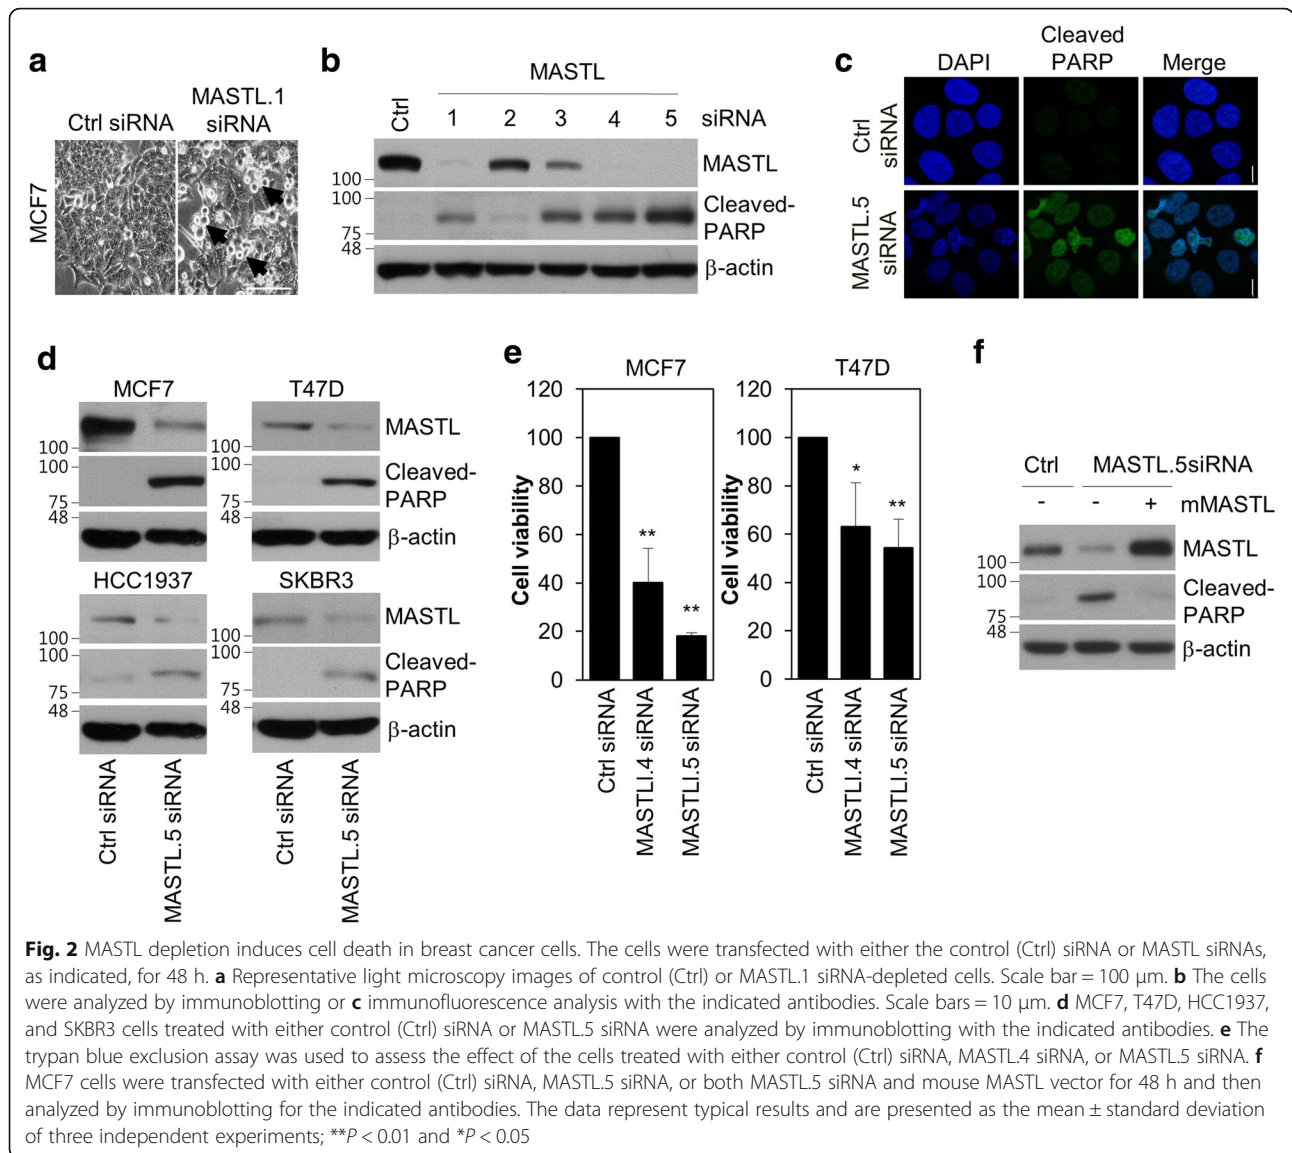 a
Ctrl siRNA
MASTL.1
siRNA
MCF7
b
MASTL
Ctrl
1 2 3 4 5 siRNA
MASTL
100
100
Cleaved-
PARP
75
48
β-actin
c
DAPI
Cleaved
PARP
Merge
Ctrl
siRNA
MASTL.5
siRNA
d
MCF7
T47D
MASTL
100
100
100
100
Cleaved-
PARP
75
75
48
48
β-actin
HCC1937
SKBR3
MASTL
100
100
100
100
Cleaved-
PARP
75
75
48
48
β-actin
Ctrl siRNA
MASTL.5 siRNA
Ctrl siRNA
MASTL.5 siRNA
e
MCF7
Cell viability
120
100
80
60
40
20
0
**
**
Ctrl siRNA
MASTLl.4 siRNA
MASTLl.5 siRNA
T47D
Cell viability
120
100
80
60
40
20
0
*
**
Ctrl siRNA
MASTLl.4 siRNA
MASTLl.5 siRNA
f
Ctrl MASTL.5siRNA
- - + mMASTL
MASTL
100
100
Cleaved-
PARP
75
48
β-actin
Fig. 2 MASTL depletion induces cell death in breast cancer cells. The cells were transfected with either the control (Ctrl) siRNA or MASTL siRNAs,
as indicated, for 48 h. a Representative light microscopy images of control (Ctrl) or MASTL.1 siRNA-depleted cells. Scale bar = 100 μm. b The cells
were analyzed by immunoblotting or c immunofluorescence analysis with the indicated antibodies. Scale bars = 10 μm. d MCF7, T47D, HCC1937,
and SKBR3 cells treated with either control (Ctrl) siRNA or MASTL.5 siRNA were analyzed by immunoblotting with the indicated antibodies. e The
trypan blue exclusion assay was used to assess the effect of the cells treated with either control (Ctrl) siRNA, MASTL.4 siRNA, or MASTL.5 siRNA. f
MCF7 cells were transfected with either control (Ctrl) siRNA, MASTL.5 siRNA, or both MASTL.5 siRNA and mouse MASTL vector for 48 h and then
analyzed by immunoblotting for the indicated antibodies. The data represent typical results and are presented as the mean ± standard deviation
of three independent experiments; **P < 0.01 and *P < 0.05